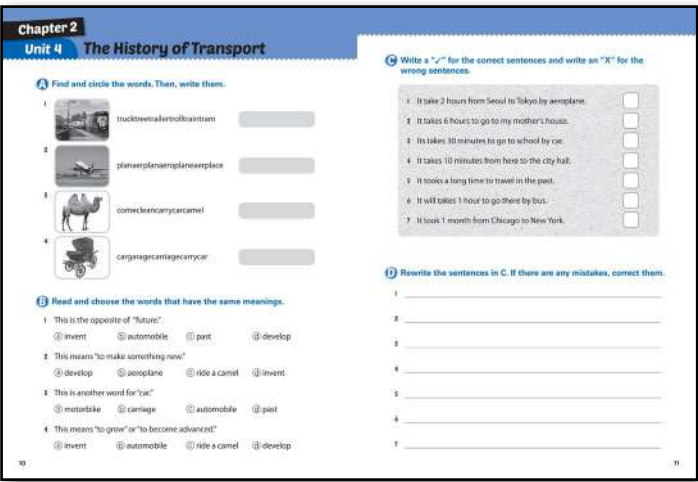 Chapter 2
Unit 4 The History of Transport
Ⓐ Find and circle the words. Then, write them.
1
trucktreetrailertrolltraintram
2
planaerplanaeroplaneaerplace
3
comecleancarrycarcamel
4
cargaragecarriagecarrycar
Ⓑ Read and choose the words that have the same meanings.
1 This is the opposite of "future."
ⓐ invent ⓑ automobile ⓒ past ⓓ develop
2 This means "to make something new."
ⓐ develop ⓑ aeroplane ⓒ ride a camel ⓓ invent
3 This is another word for "car."
ⓐ motorbike ⓑ carriage ⓒ automobile ⓓ past
4 This means "to grow" or "to become advanced."
ⓐ invent ⓑ automobile ⓒ ride a camel ⓓ develop
10
Ⓒ Write a "✓" for the correct sentences and write an "X" for the
wrong sentences.
1 It take 2 hours from Seoul to Tokyo by aeroplane.
2 It takes 6 hours to go to my mother's house.
3 Its takes 30 minutes to go to school by car.
4 It takes 10 minutes from here to the city hall.
5 It tooks a long time to travel in the past.
6 It will takes 1 hour to go there by bus.
7 It took 1 month from Chicago to New York.
Ⓓ Rewrite the sentences in C. If there are any mistakes, correct them.
1
2
3
4
5
6
7
11